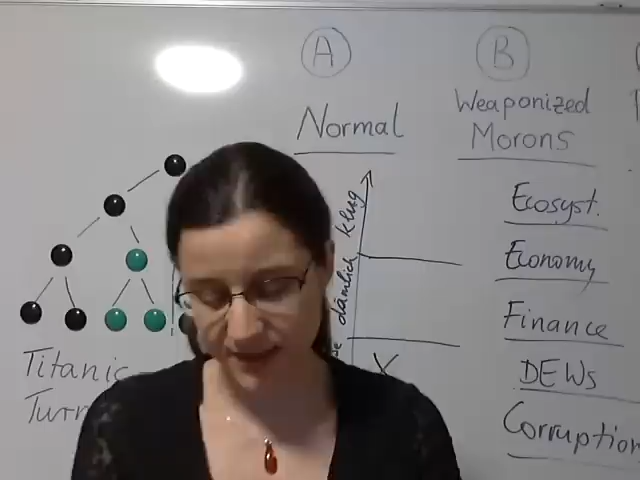 A
B
Normal
Weaponized
Morons
klug
dämlich
Ecosyst.
Economy
Finance
DEWs
Corruption
Titanic
X